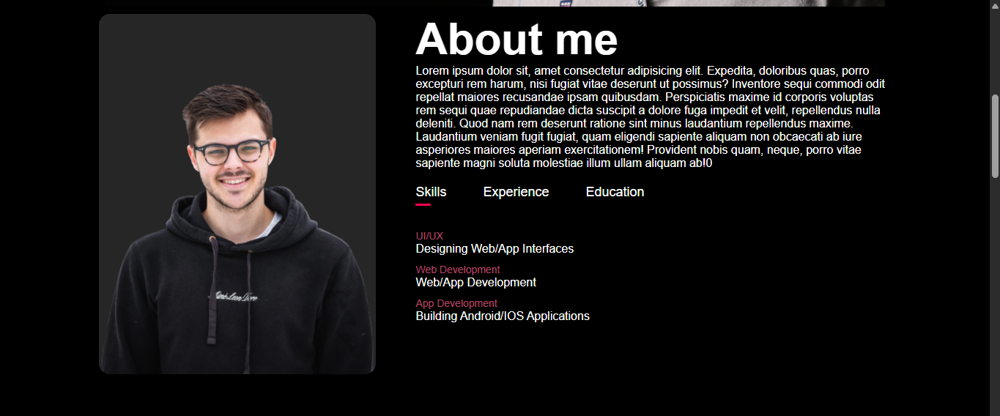 About me
Lorem ipsum dolor sit, amet consectetur adipisicing elit. Expedita, doloribus quas, porro
excepturi rem harum, nisi fugiat vitae deserunt ut possimus? Inventore sequi commodi odit
repellat maiores recusandae ipsam quibusdam. Perspiciatis maxime id corporis voluptas
rem sequi quae repudiandae dicta suscipit a dolore fuga impedit et velit, repellendus nulla
deleniti. Quod nam rem deserunt ratione sint minus laudantium repellendus maxime.
Laudantium veniam fugit fugiat, quam eligendi sapiente aliquam non obcaecati ab iure
asperiores maiores aperiam exercitationem! Provident nobis quam, neque, porro vitae
sapiente magni soluta molestiae illum ullam aliquam ab!0
Skills Experience Education
UI/UX
Designing Web/App Interfaces
Web Development
Web/App Development
App Development
Building Android/IOS Applications